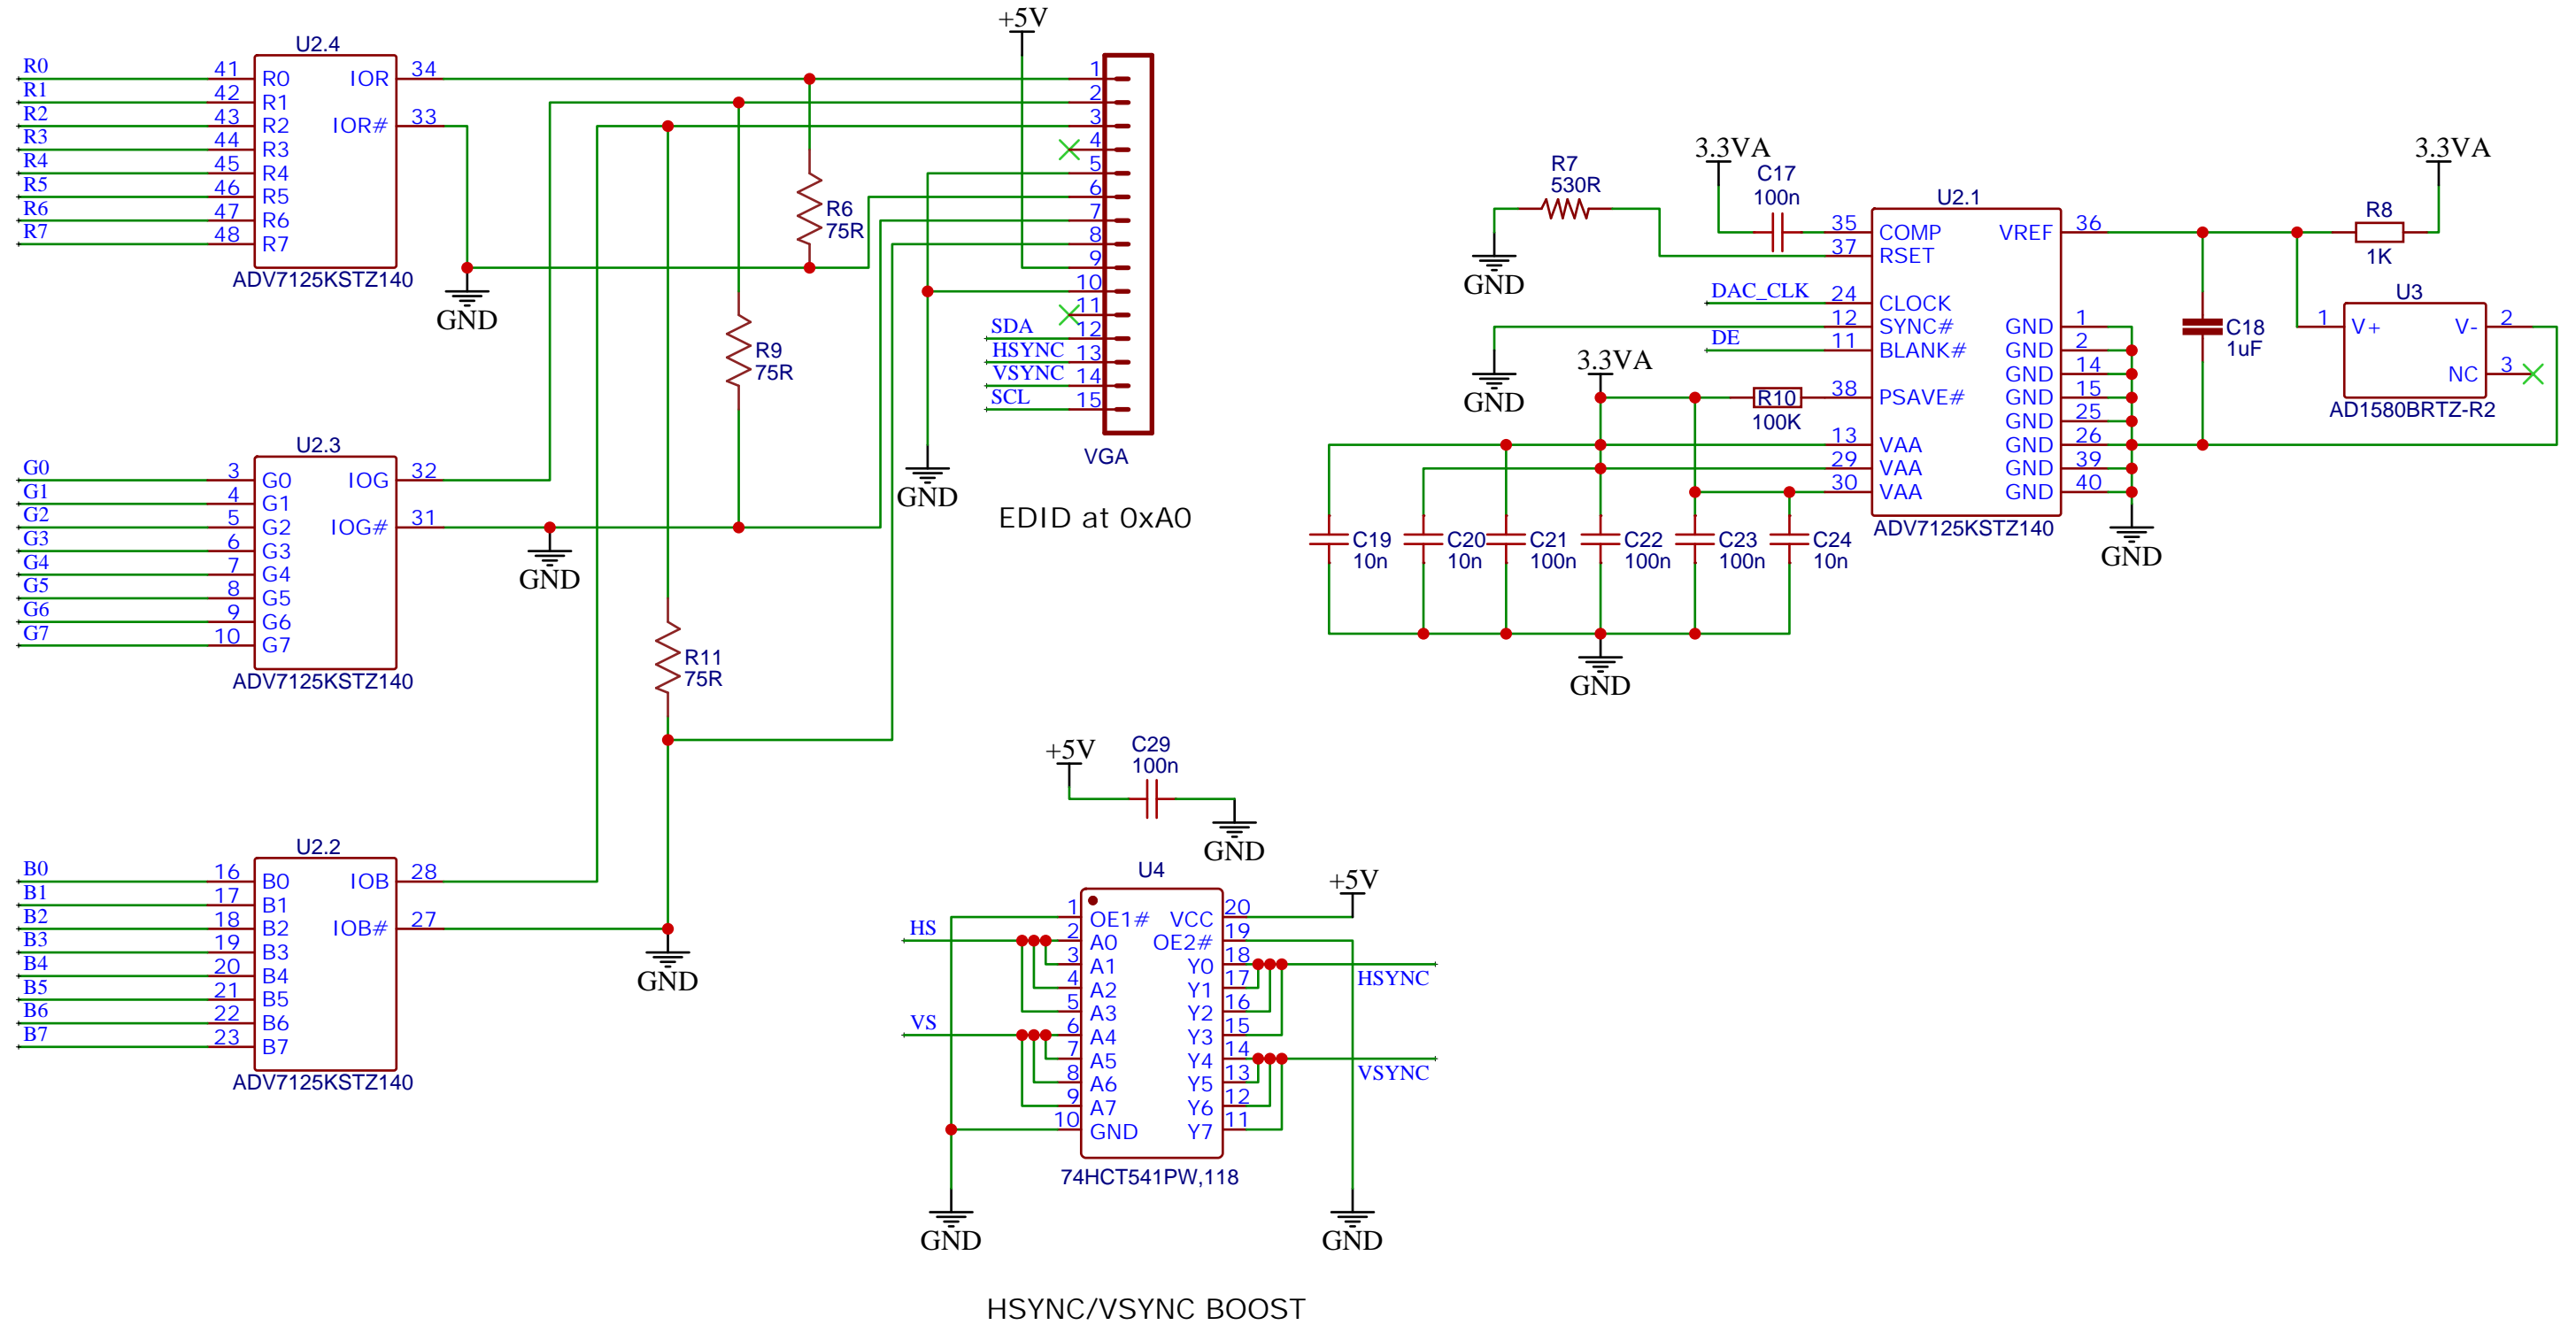 U2.4
R0 41 R0 IOR 34
R1 42 R1
R2 43 R2 IOR# 33
R3 44 R3
R4 45 R4
R5 46 R5
R6 47 R6
R7 48 R7
ADV7125KSTZ140
GND
U2.3
G0 3 G0 IOG 32
G1 4 G1
G2 5 G2 IOG# 31
G3 6 G3
G4 7 G4
G5 8 G5
G6 9 G6
G7 10 G7
ADV7125KSTZ140
GND
U2.2
B0 16 B0 IOB 28
B1 17 B1
B2 18 B2 IOB# 27
B3 19 B3
B4 20 B4
B5 21 B5
B6 22 B6
B7 23 B7
ADV7125KSTZ140
GND
R6
75R
R9
75R
R11
75R
+5V
1
2
3
4
5
6
7
8
9
10
11
SDA 12
HSYNC 13
VSYNC 14
SCL 15
VGA
GND
EDID at 0xA0
+5V
C29
100n
GND
U4
+5V
1 OE1# VCC 20
HS 2 A0 OE2# 19
3 A1 Y0 18
HSYNC
4 A2 Y1 17
5 A3 Y2 16
VS 6 A4 Y3 15
7 A5 Y4 14
VSYNC
8 A6 Y5 13
9 A7 Y6 12
10 GND Y7 11
74HCT541PW,118
GND
GND
HSYNC/VSYNC BOOST
R7
530R
GND
3.3VA
C17
100n
U2.1
35 COMP VREF 36
37 RSET
DAC_CLK 24 CLOCK
12 SYNC# GND 1
DE 11 BLANK# GND 2
GND 14
38 PSAVE# GND 15
GND 25
13 VAA GND 26
29 VAA GND 39
30 VAA GND 40
ADV7125KSTZ140
GND
GND
3.3VA
R10
100K
C19
10n
C20
10n
C21
100n
C22
100n
C23
100n
C24
10n
GND
3.3VA
R8
1K
C18
1uF
U3
1 V+ V- 2
NC 3
AD1580BRTZ-R2